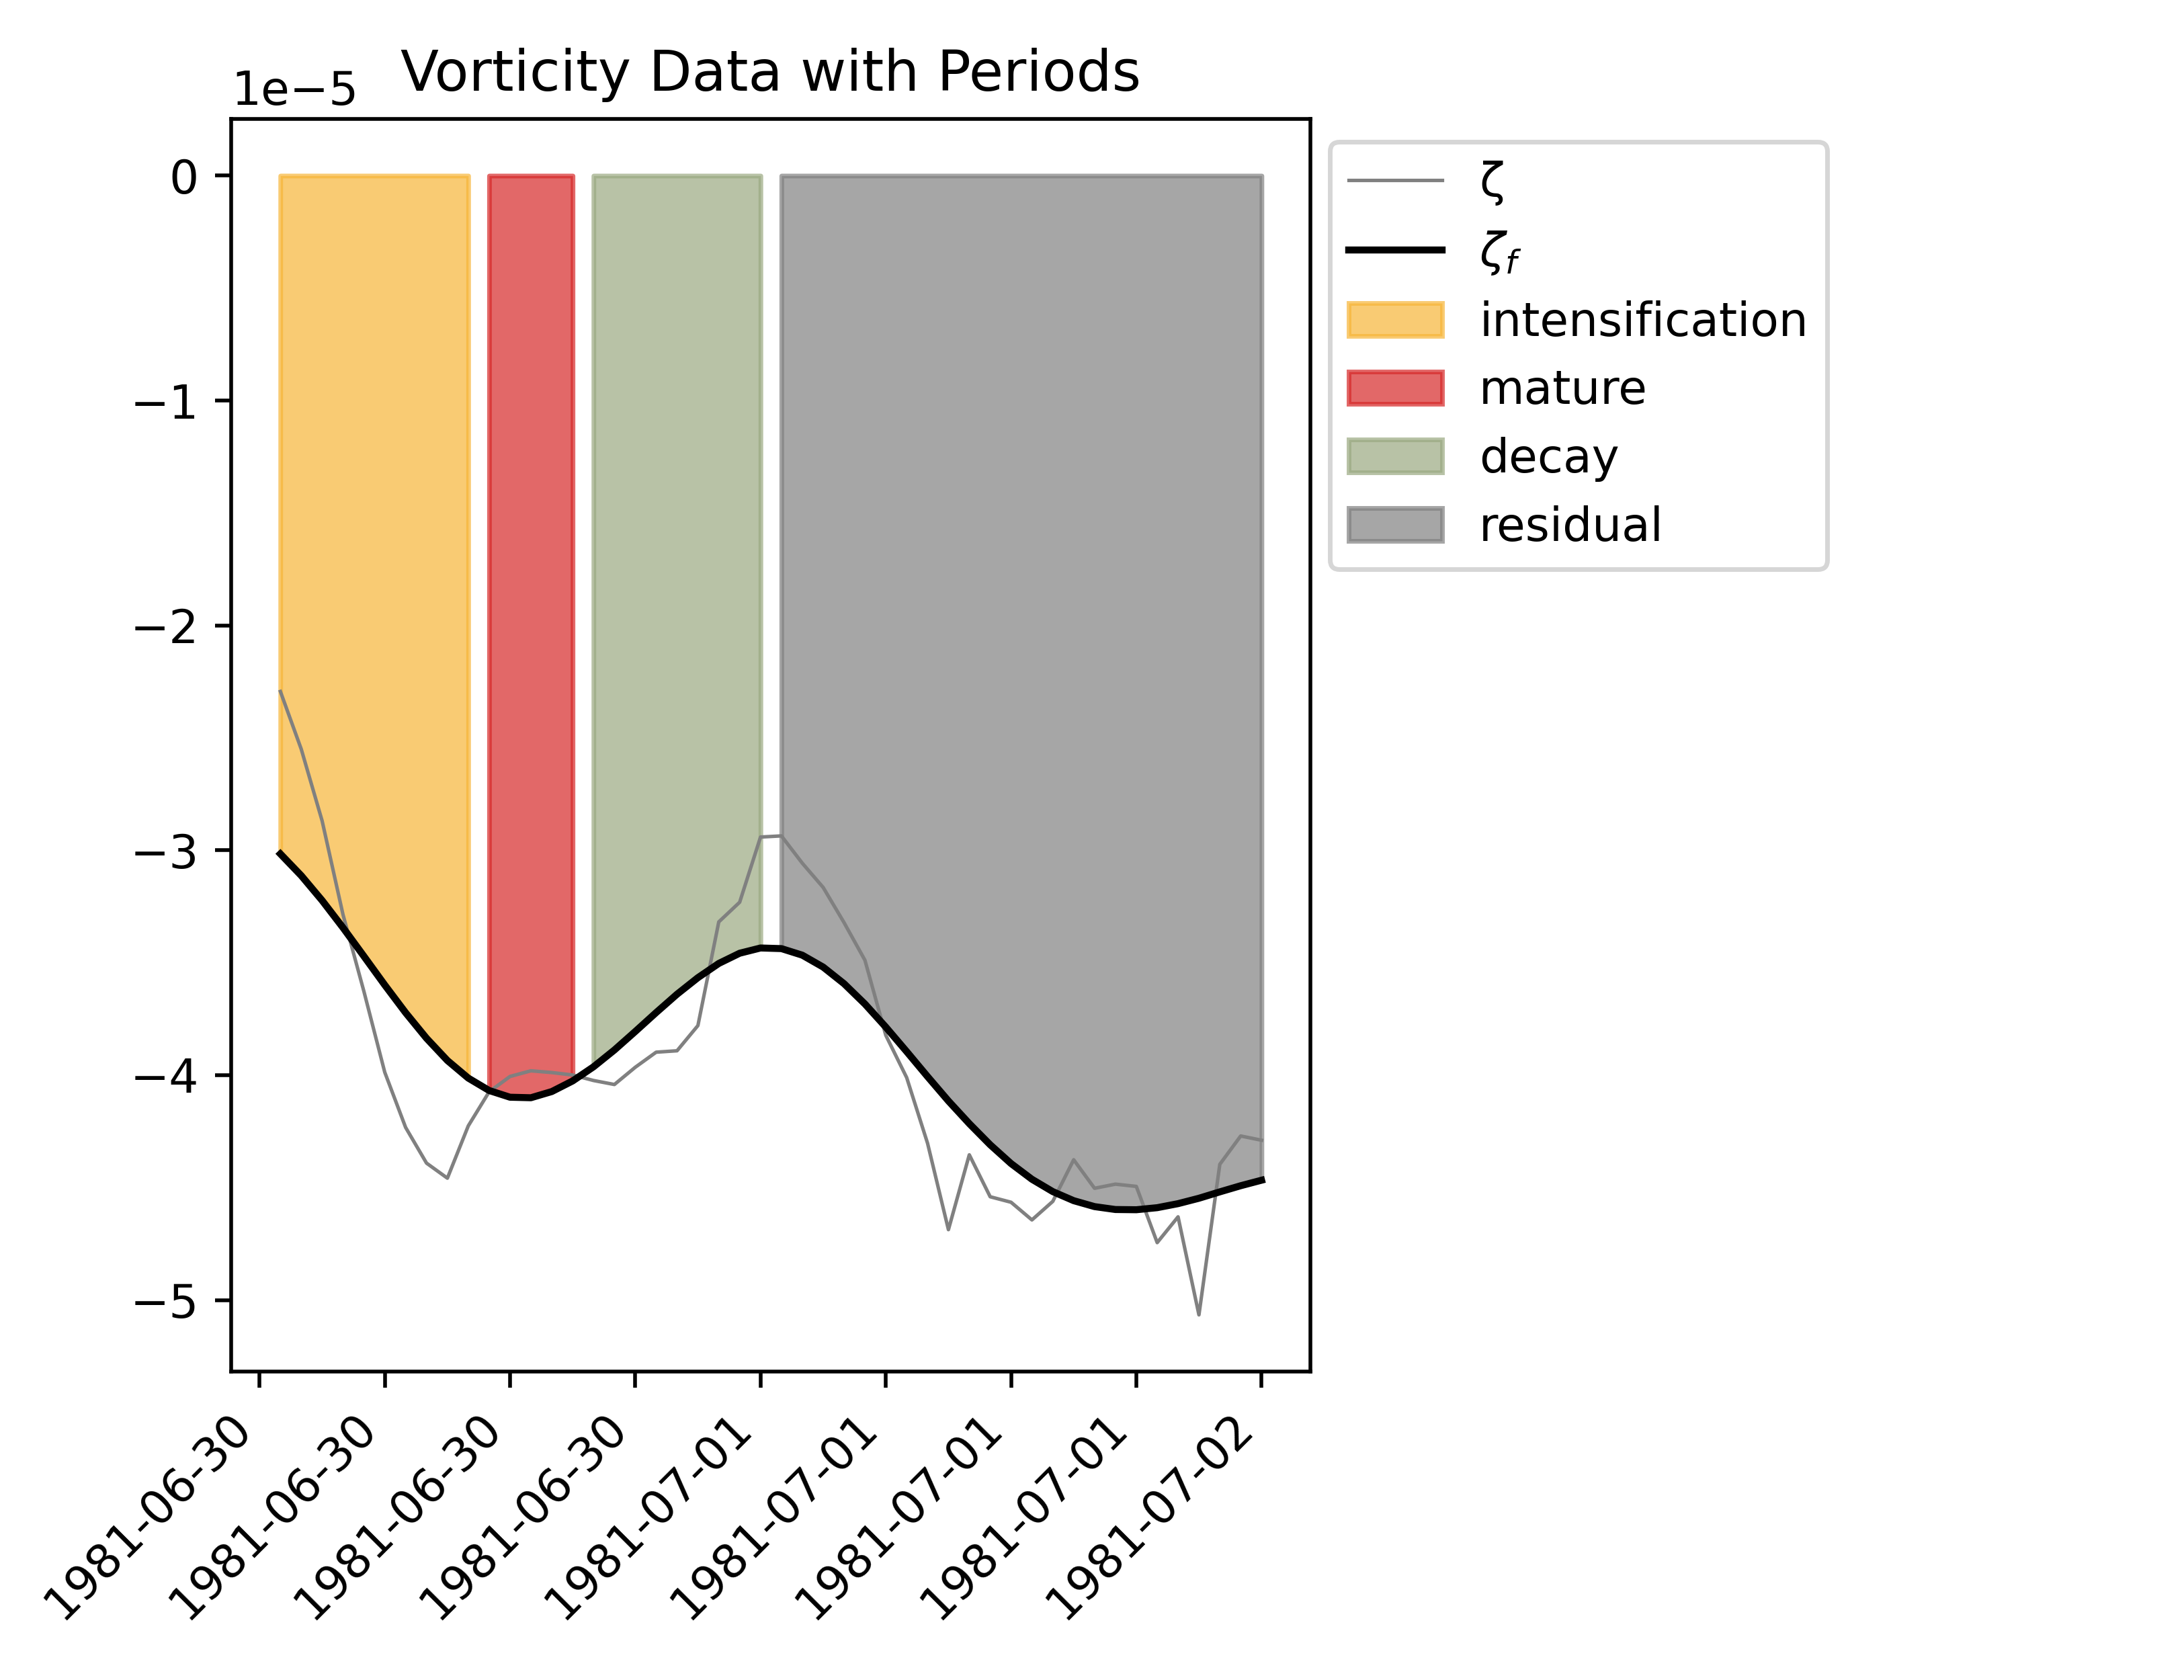 Vorticity Data with Periods
1e−5
0
−1
−2
−3
−4
−5
1981-06-30
1981-06-30
1981-06-30
1981-06-30
1981-07-01
1981-07-01
1981-07-01
1981-07-01
1981-07-02
ζ
ζf
intensification
mature
decay
residual